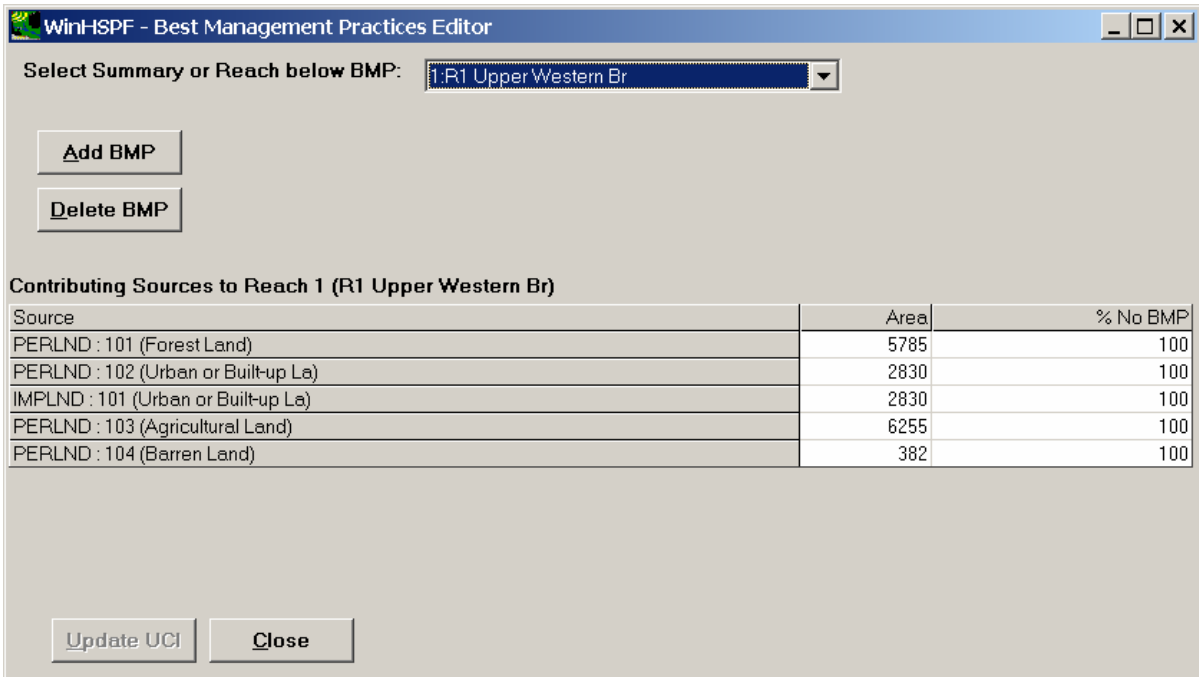 WinHSPF - Best Management Practices Editor
Select Summary or Reach below BMP: 1:R1 Upper Western Br
Add BMP
Delete BMP
Contributing Sources to Reach 1 (R1 Upper Western Br)
Source Area % No BMP
PERLND : 101 (Forest Land) 5785 100
PERLND : 102 (Urban or Built-up La) 2830 100
IMPLND : 101 (Urban or Built-up La) 2830 100
PERLND : 103 (Agricultural Land) 6255 100
PERLND : 104 (Barren Land) 382 100
Update UCI Close